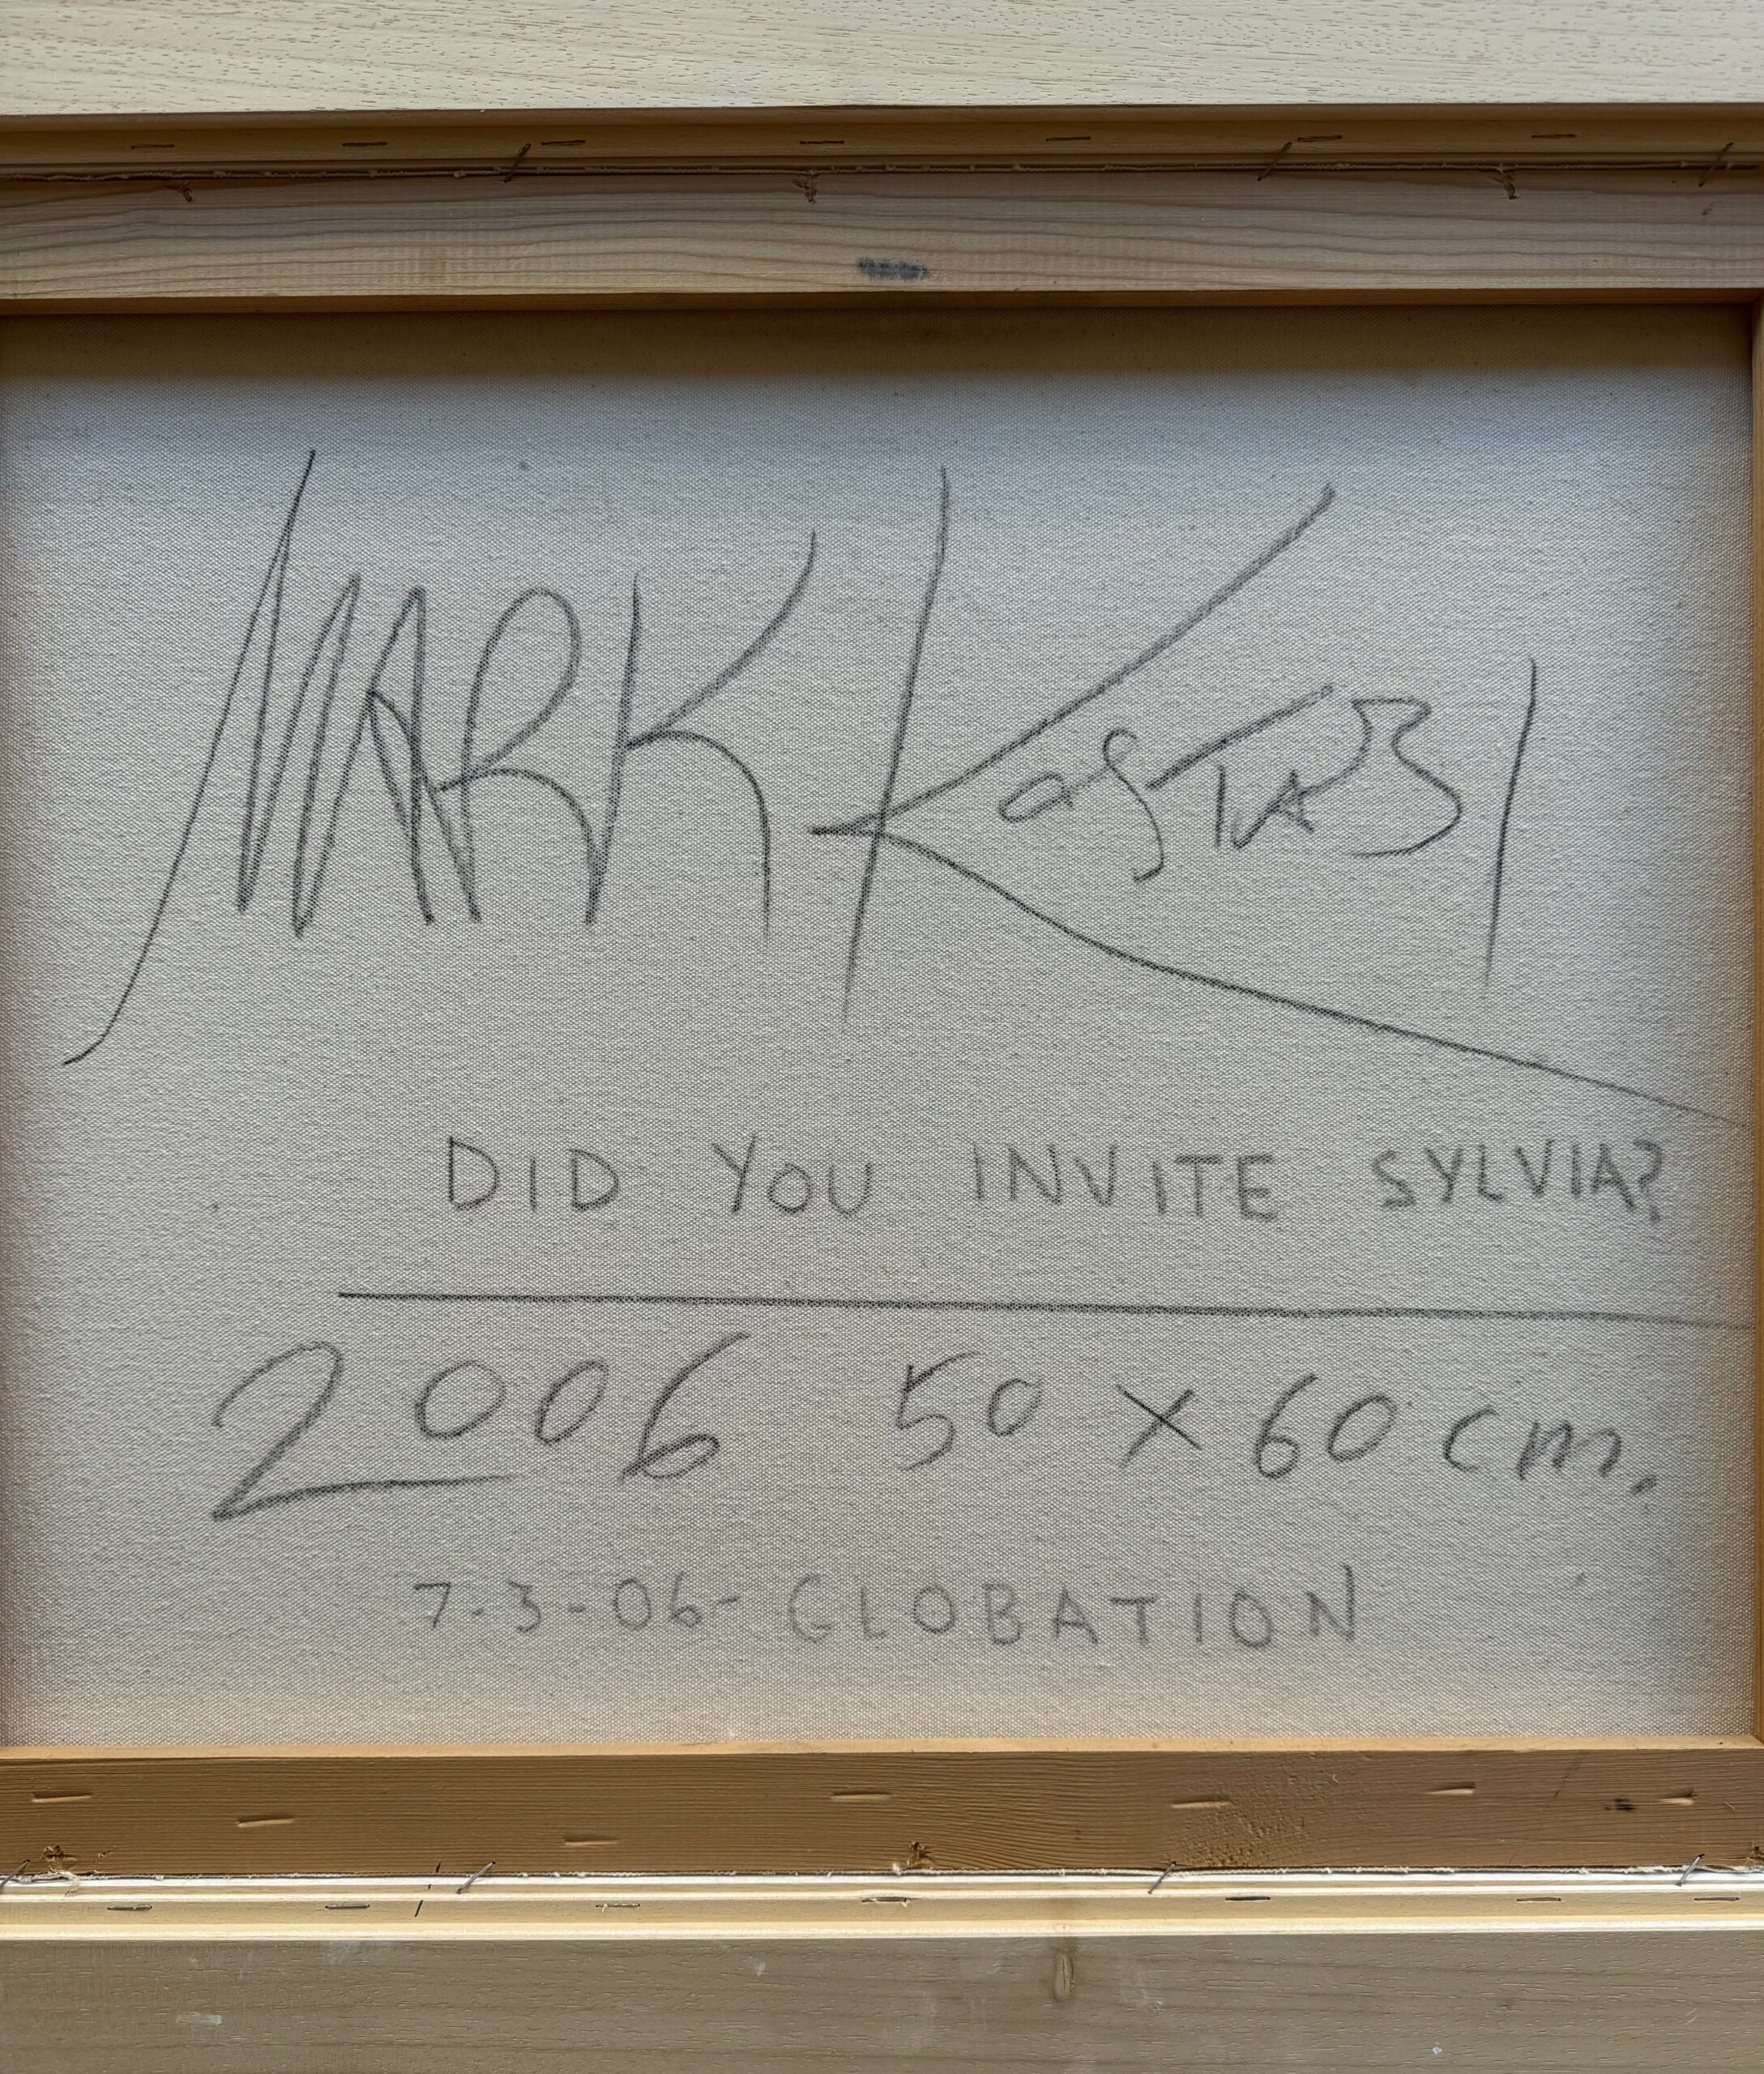 MARK KOSTABI
DID YOU INVITE SYLVIA?
2006 50 x 60 cm.
7-3-06-GLOBATION